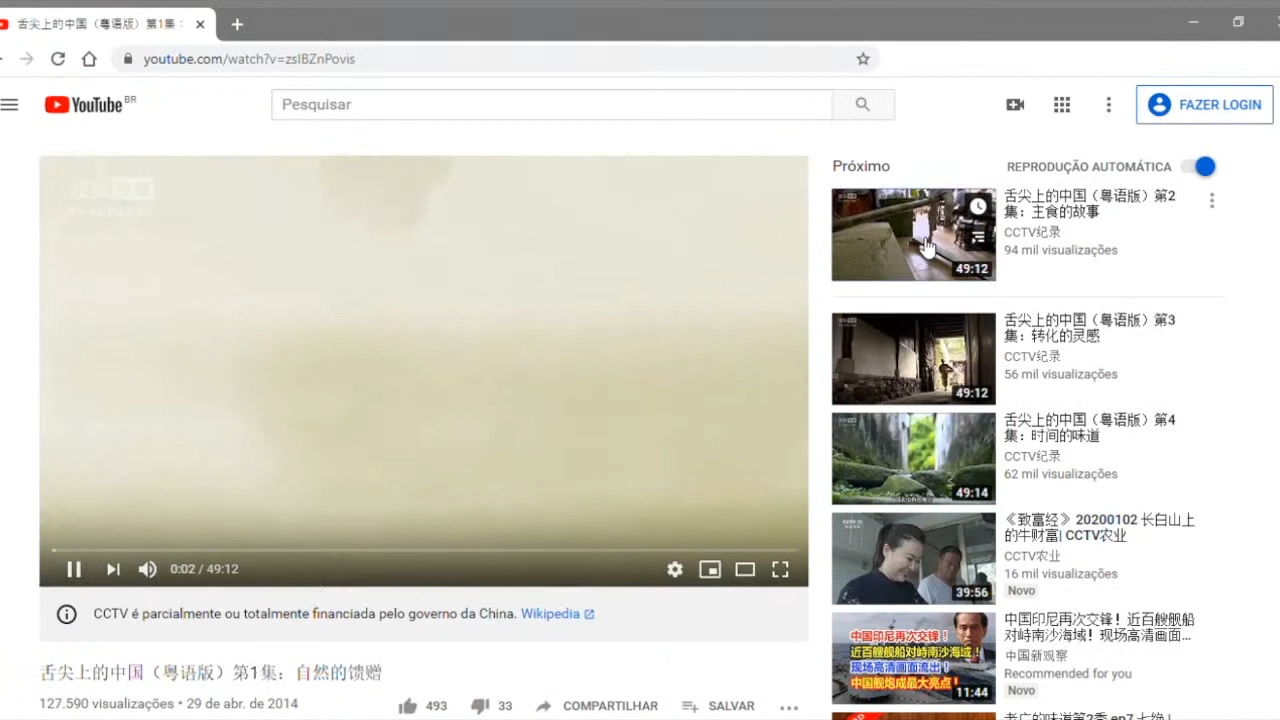 舌尖上的中国（粤语版）第1集：
youtube.com/watch?v=zsIBZnPovis
YouTube BR
Pesquisar
FAZER LOGIN
Próximo
REPRODUÇÃO AUTOMÁTICA
舌尖上的中国（粤语版）第2
集：主食的故事
CCTV纪录
94 mil visualizações
49:12
舌尖上的中国（粤语版）第3
集：转化的灵感
CCTV纪录
56 mil visualizações
49:12
舌尖上的中国（粤语版）第4
集：时间的味道
CCTV纪录
62 mil visualizações
49:14
《致富经》20200102 长白山上
的牛财富| CCTV农业
CCTV农业
16 mil visualizações
Novo
39:56
中国印尼再次交锋！
近百艘舰船对峙南沙海域！
现场高清画面流出！
中国舰炮成最大亮点！
11:44
中国印尼再次交锋！近百艘舰船
对峙南沙海域！现场高清画面...
中国新观察
Recommended for you
Novo
0:02 / 49:12
CCTV é parcialmente ou totalmente financiada pelo governo da China. Wikipedia
舌尖上的中国（粤语版）第1集：自然的馈赠
127.590 visualizações • 29 de abr. de 2014
493
33
COMPARTILHAR
SALVAR